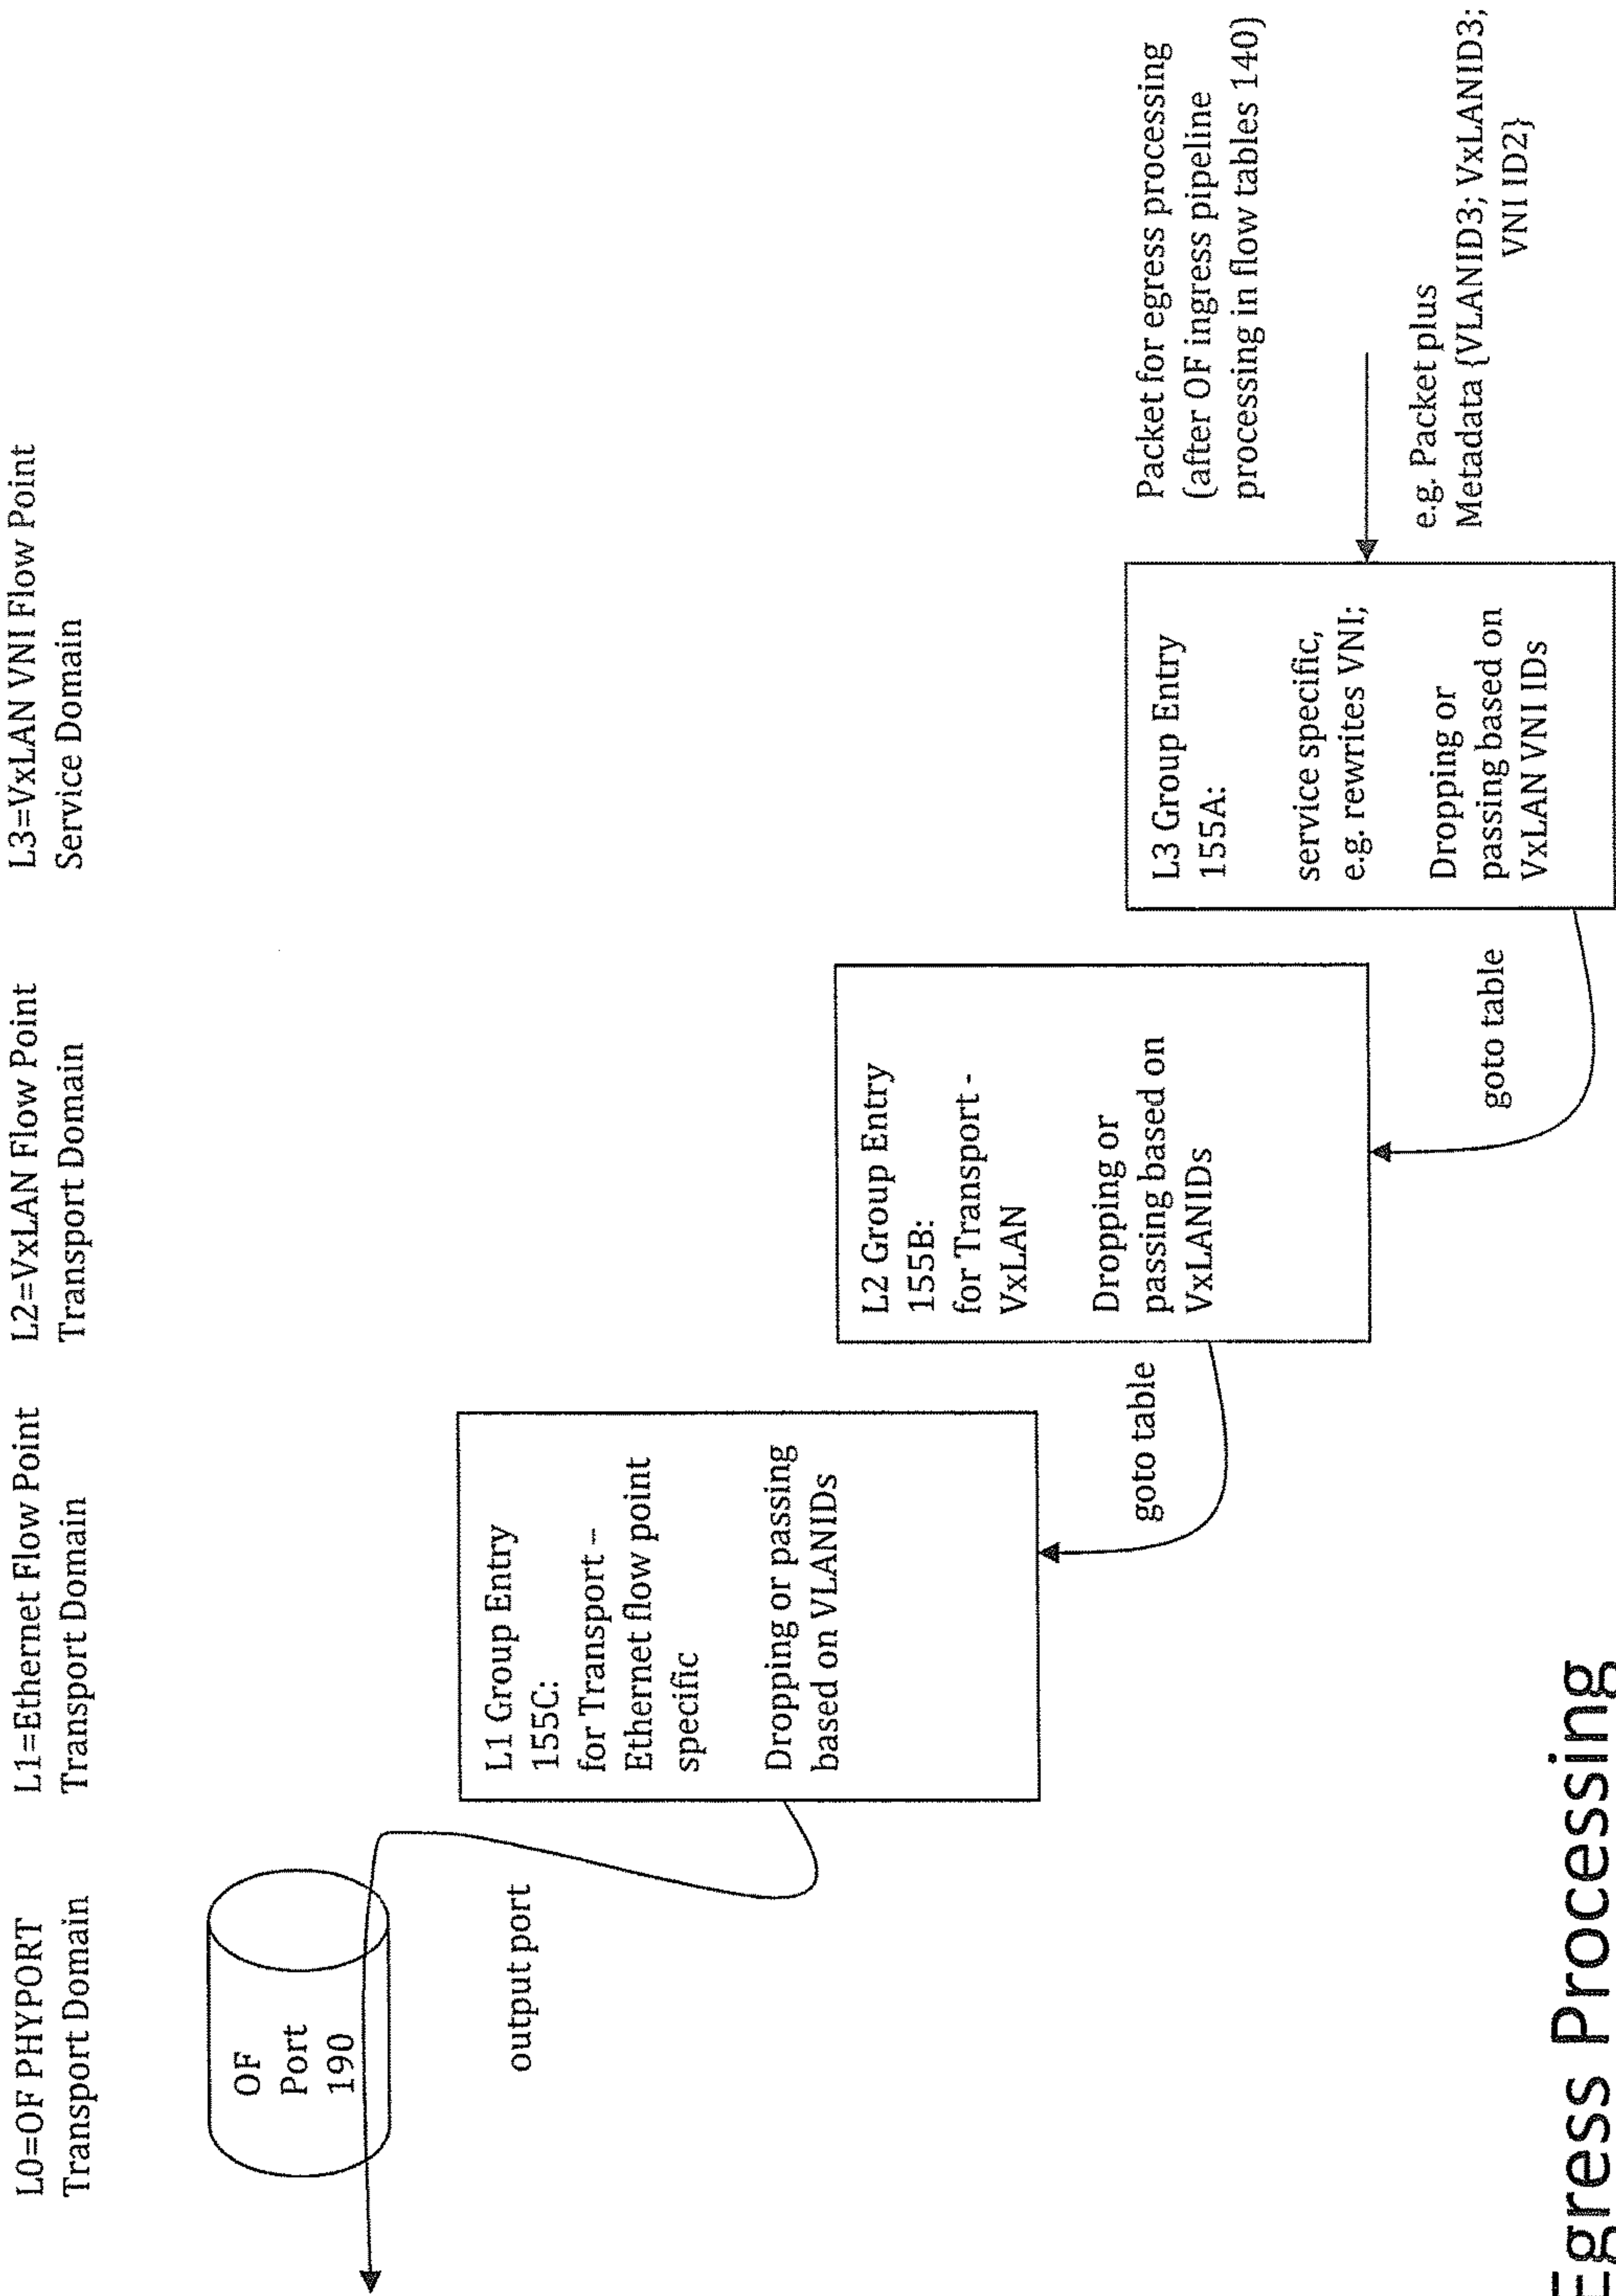 L0=OF PHYPORT
Transport Domain
L1=Ethernet Flow Point
Transport Domain
L2=VxLAN Flow Point
Transport Domain
L3=VxLAN VNI Flow Point
Service Domain
OF
Port
190
output port
L1 Group Entry
155C:
for Transport –
Ethernet flow point
specific
Dropping or passing
based on VLANIDs
goto table
L2 Group Entry
155B:
for Transport -
VxLAN
Dropping or
passing based on
VxLANIDs
goto table
L3 Group Entry
155A:
service specific,
e.g. rewrites VNI;
Dropping or
passing based on
VxLAN VNI IDs
Packet for egress processing
(after OF ingress pipeline
processing in flow tables 140)
e.g. Packet plus
Metadata {VLANID3; VxLANID3;
VNI ID2}
Egress Processing